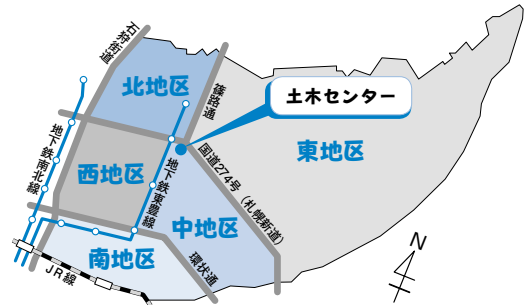 石狩街道
北地区
篠路通
土木センター
東地区
地下鉄南北線
西地区
地下鉄東豊線
国道274号（札幌新道）
中地区
南地区
環状通
JR線
N